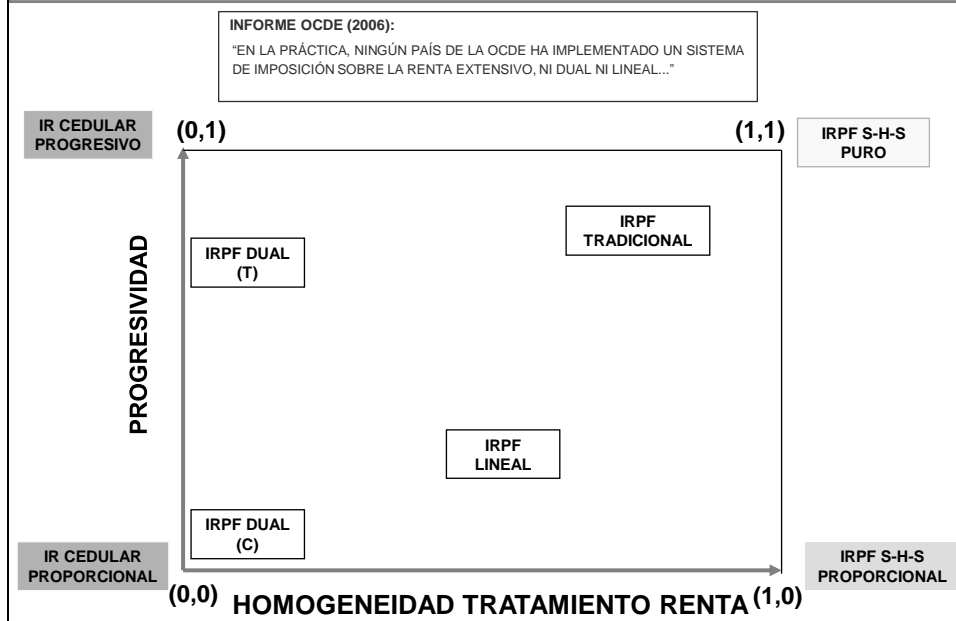 INFORME OCDE (2006):
“EN LA PRÁCTICA, NINGÚN PAÍS DE LA OCDE HA IMPLEMENTADO UN SISTEMA
DE IMPOSICIÓN SOBRE LA RENTA EXTENSIVO, NI DUAL NI LINEAL...”
IR CEDULAR
PROGRESIVO
(0,1)
(1,1)
IRPF S-H-S
PURO
IRPF
TRADICIONAL
IRPF DUAL
(T)
PROGRESIVIDAD
IRPF
LINEAL
IRPF DUAL
(C)
IR CEDULAR
PROPORCIONAL
IRPF S-H-S
PROPORCIONAL
(0,0)
HOMOGENEIDAD TRATAMIENTO RENTA
(1,0)